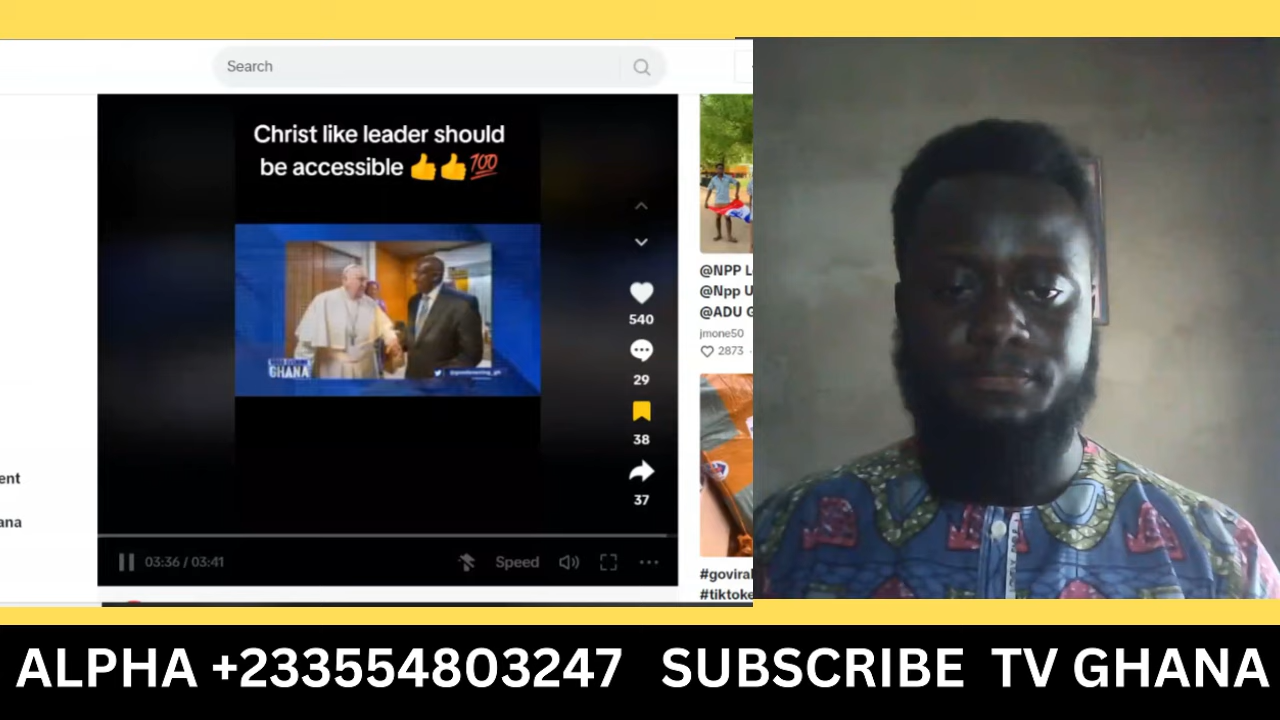 Search
Christ like leader should
be accessible 👍👍💯
GHANA
540
29
38
37
03:36 / 03:41
Speed
ent
ana
@NPP L
@Npp U
@ADU G
jmone50
2873
#goviral
#tiktoke
ALPHA +233554803247 SUBSCRIBE TV GHANA